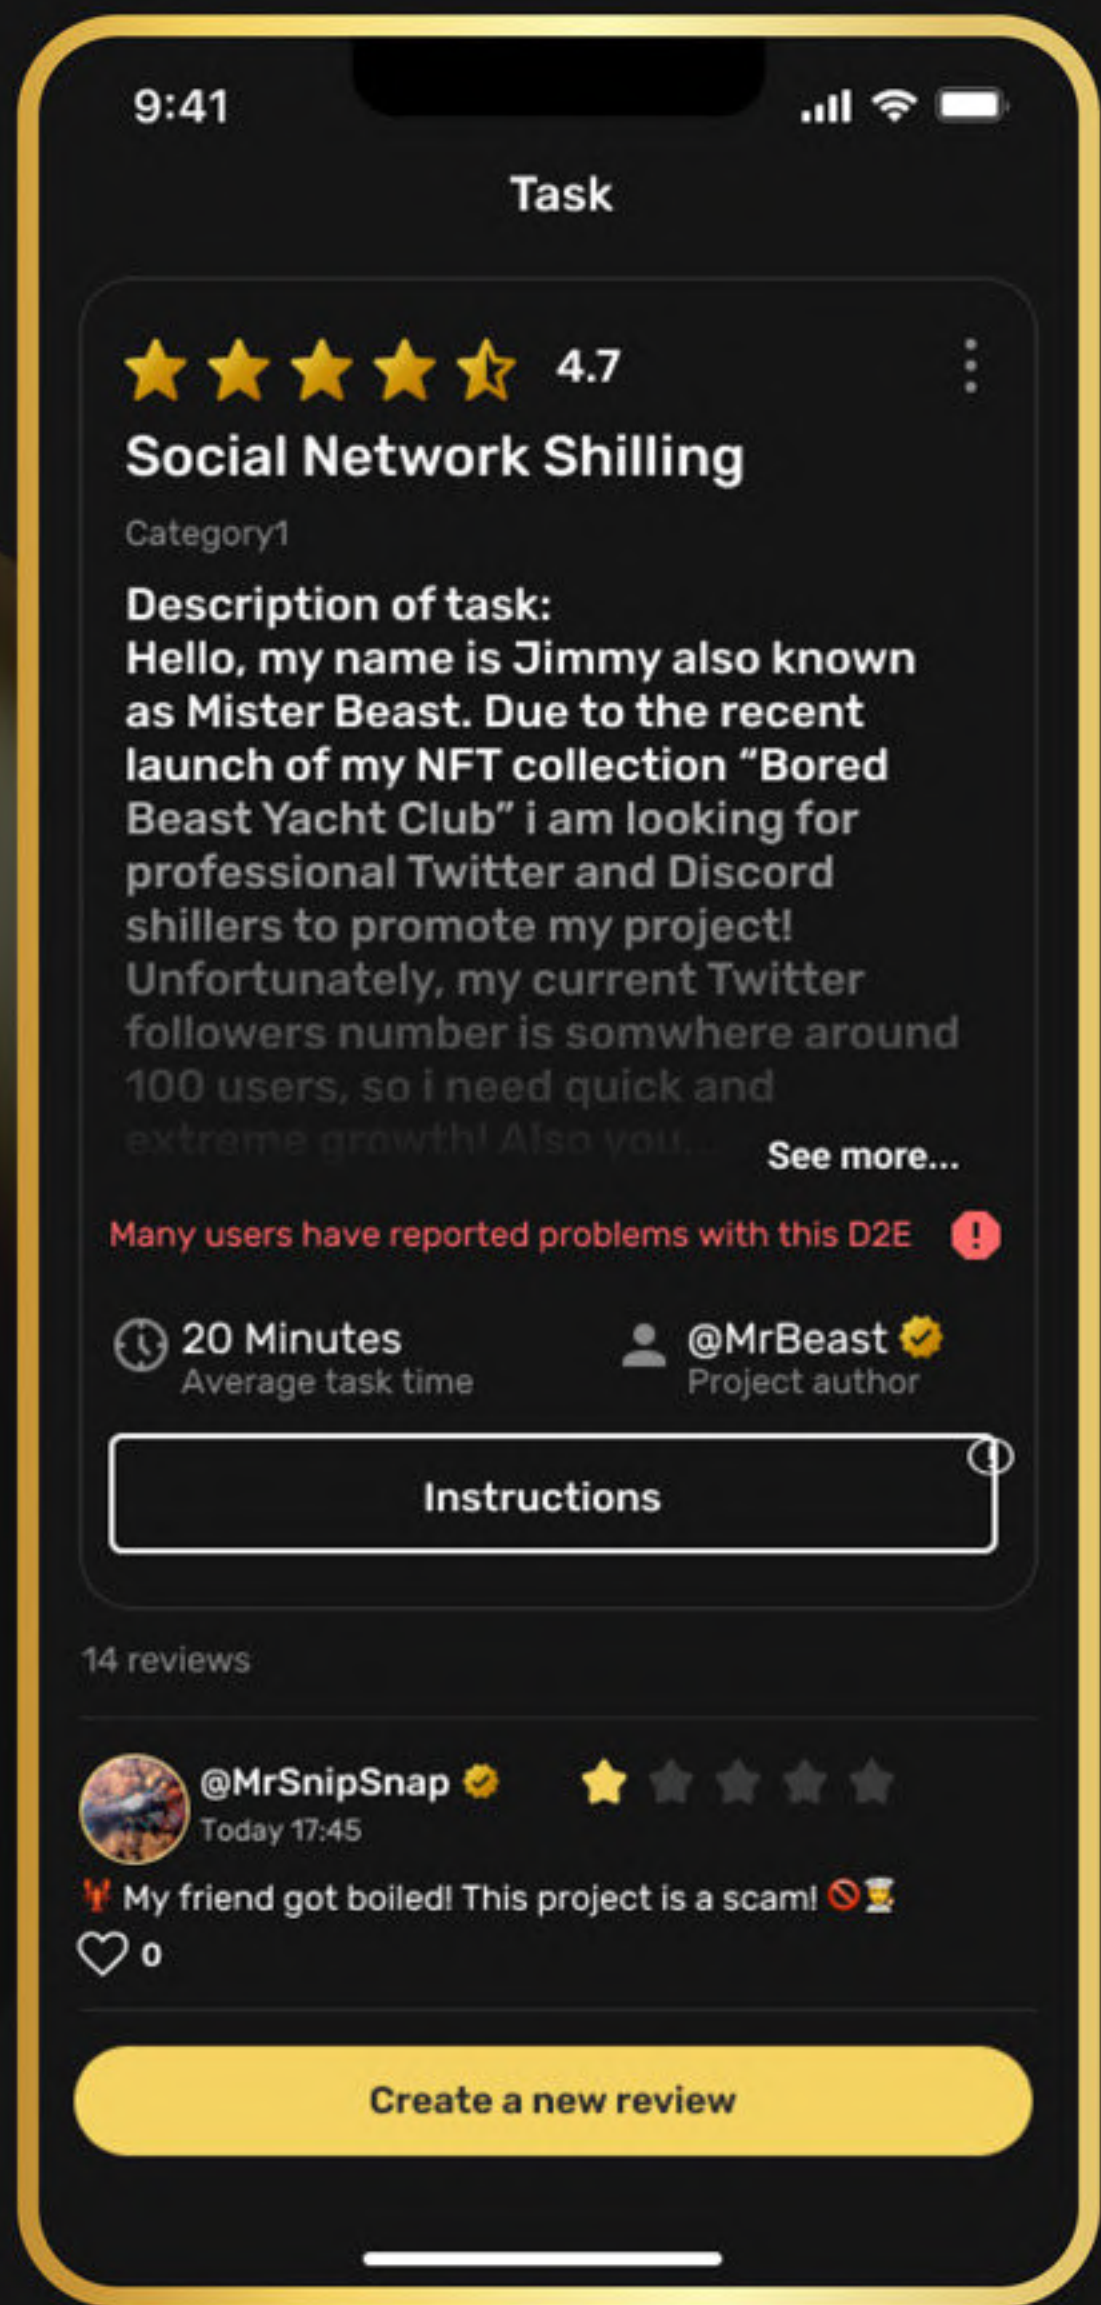 9:41
Task
4.7
Social Network Shilling
Category1
Description of task:
Hello, my name is Jimmy also known
as Mister Beast. Due to the recent
launch of my NFT collection “Bored
Beast Yacht Club” i am looking for
professional Twitter and Discord
shillers to promote my project!
Unfortunately, my current Twitter
followers number is somwhere around
100 users, so i need quick and
extreme growth! Also you...
See more...
Many users have reported problems with this D2E
20 Minutes
Average task time
@MrBeast
Project author
Instructions
14 reviews
@MrSnipSnap
Today 17:45
🦞 My friend got boiled! This project is a scam! 🚫👨‍🍳
0
Create a new review